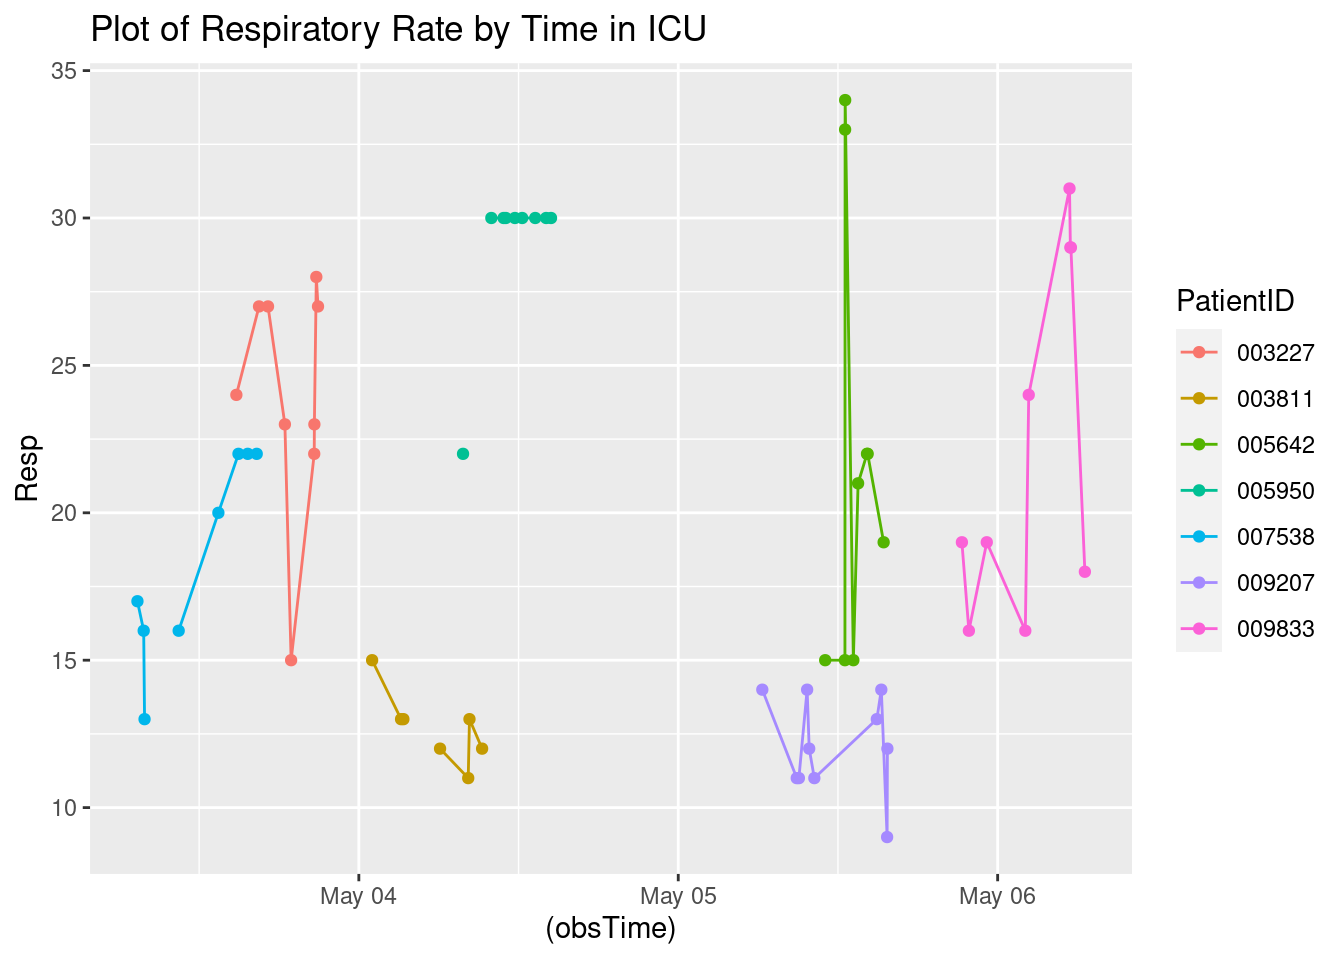 Plot of Respiratory Rate by Time in ICU
35
30
25
20
15
10
Resp
May 04
May 05
May 06
(obsTime)
PatientID
003227
003811
005642
005950
007538
009207
009833